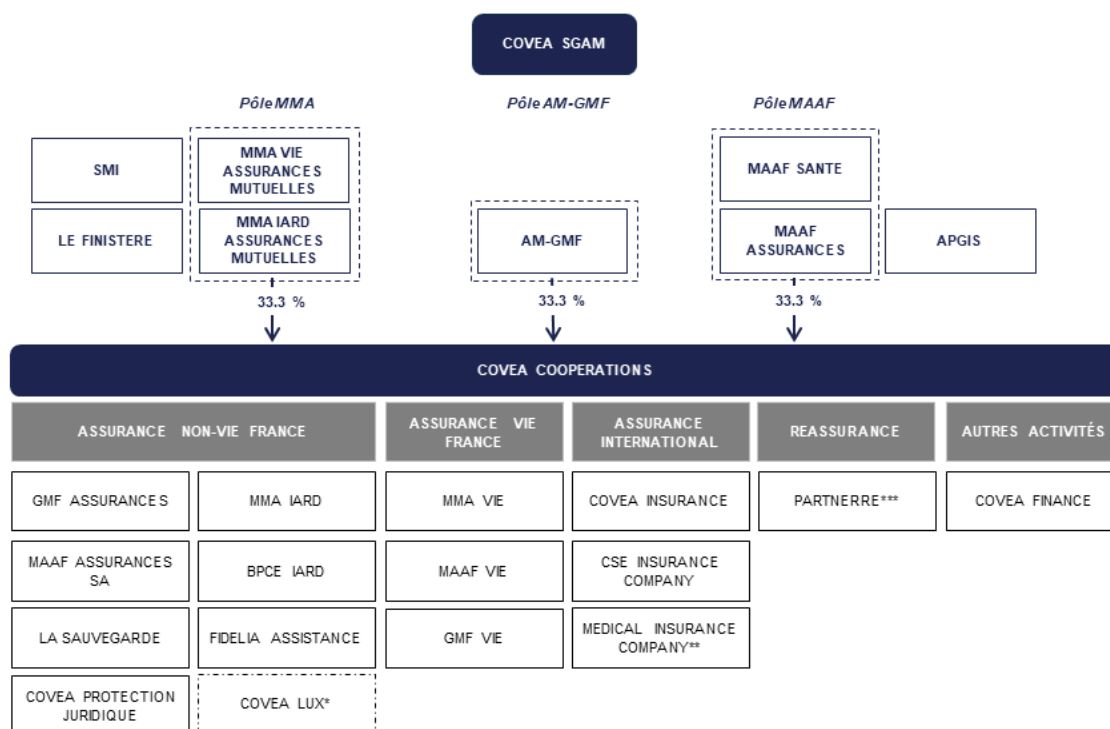 COVEA SGAM
Pôle MMA
Pôle AM-GMF
Pôle MAAF
SMI
MMA VIE
ASSURANCES
MUTUELLES
MAAF SANTE
LE FINISTERE
MMA IARD
ASSURANCES
MUTUELLES
AM-GMF
MAAF
ASSURANCES
APGIS
33.3 %
33.3 %
33.3 %
COVEA COOPERATIONS
ASSURANCE NON-VIE FRANCE
ASSURANCE VIE
FRANCE
ASSURANCE
INTERNATIONAL
REASSURANCE
AUTRES ACTIVITÉS
GMF ASSURANCES
MMA IARD
MMA VIE
COVEA INSURANCE
PARTNERRE***
COVEA FINANCE
MAAF ASSURANCES
SA
BPCE IARD
MAAF VIE
CSE INSURANCE
COMPANY
LA SAUVEGARDE
FIDELIA ASSISTANCE
GMF VIE
MEDICAL INSURANCE
COMPANY**
COVEA PROTECTION
JURIDIQUE
COVEA LUX*